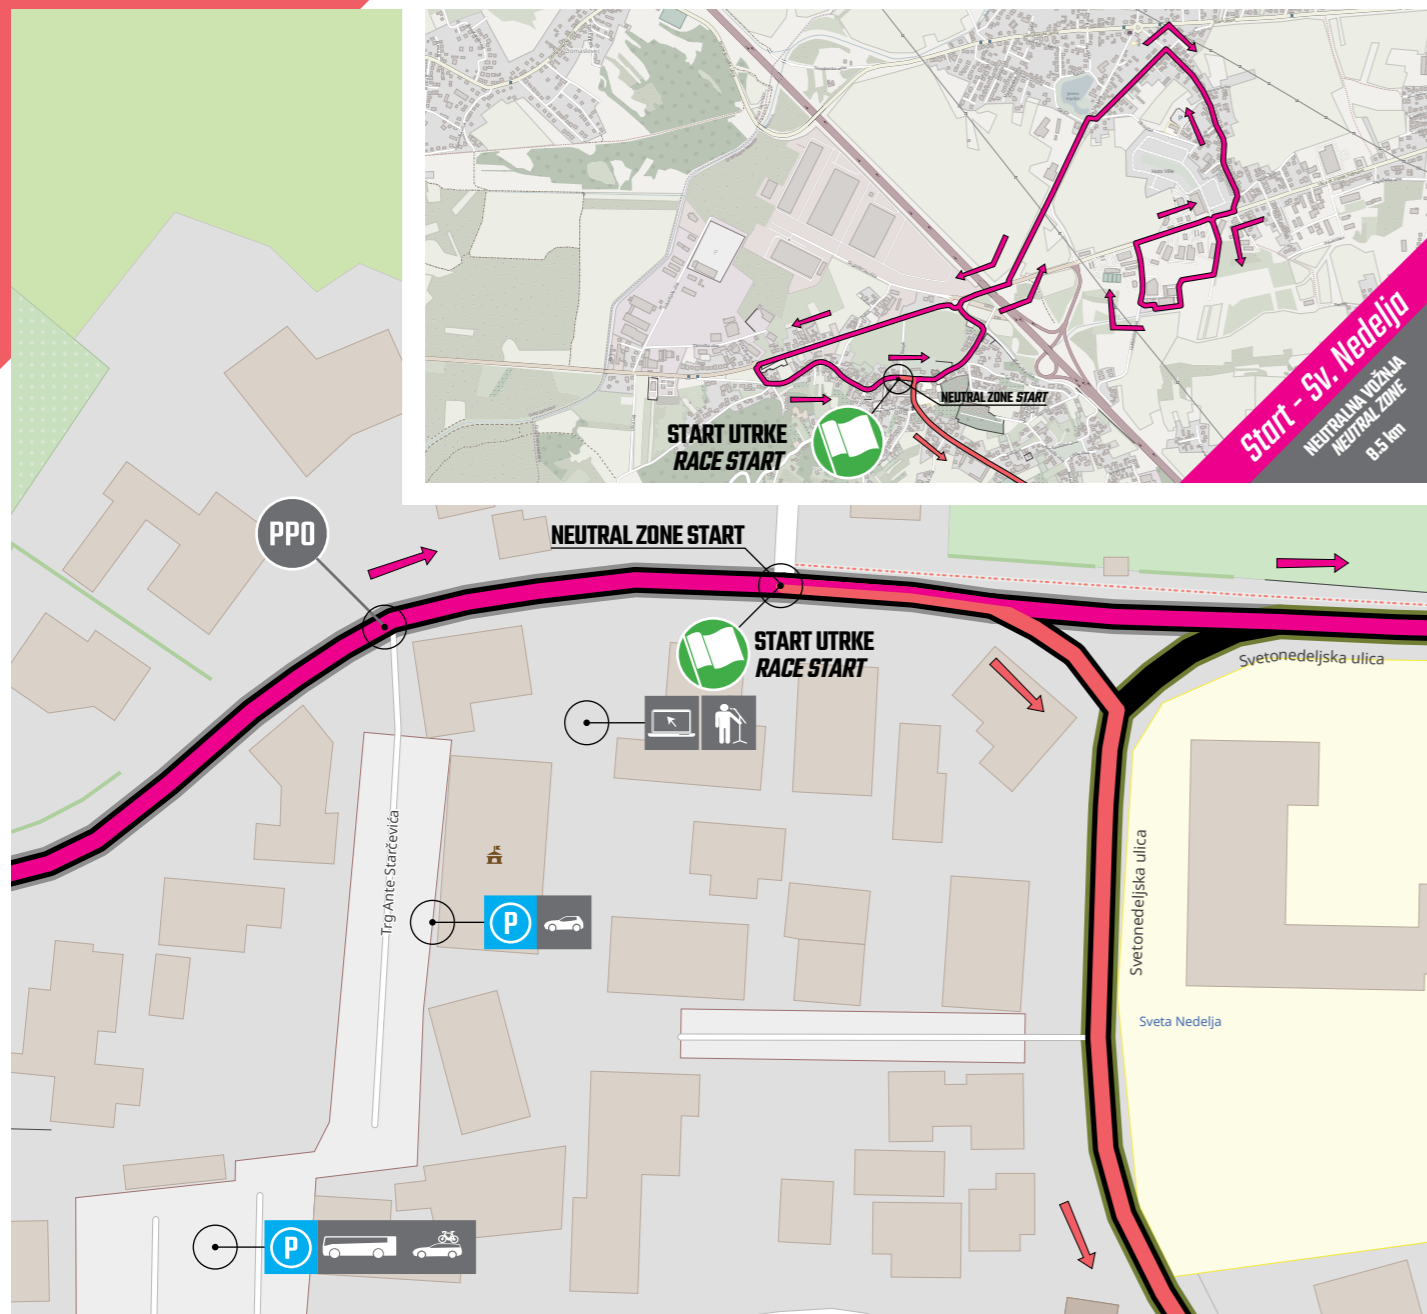 START UTRKE
RACE START
NEUTRAL ZONE START
Start - Sv. Nedelja
NEUTRALNA VOŽNJA
NEUTRAL ZONE
8.5 km
PPO
NEUTRAL ZONE START
START UTRKE
RACE START
Svetonedeljska ulica
Trg Ante Starčevića
P
Svetonedeljska ulica
Sveta Nedelja
P